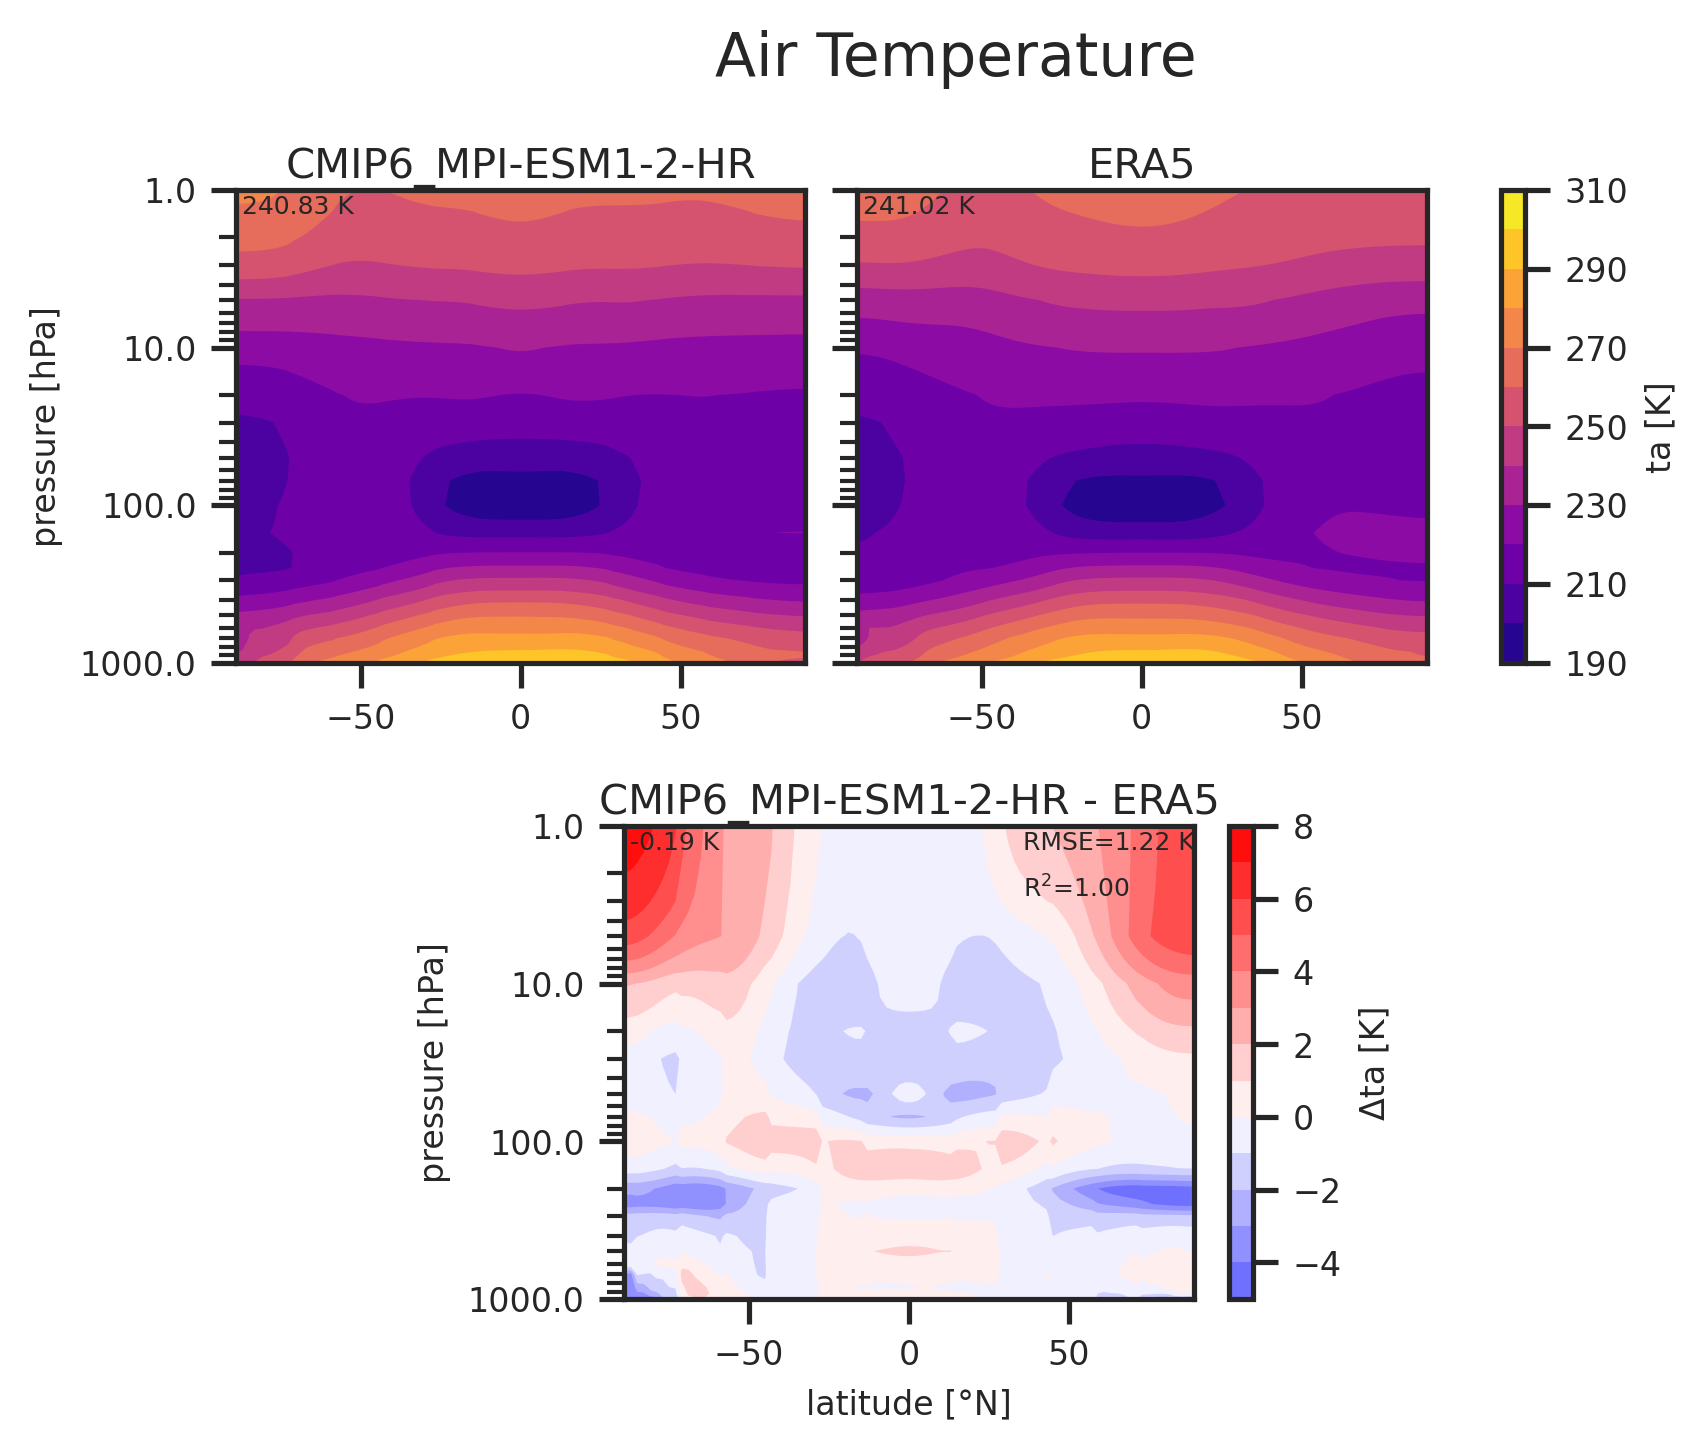 Air Temperature
CMIP6_MPI-ESM1-2-HR
ERA5
240.83 K
241.02 K
1.0
10.0
100.0
1000.0
pressure [hPa]
−50 0 50
−50 0 50
310
290
270
250
230
210
190
ta [K]
CMIP6_MPI-ESM1-2-HR - ERA5
-0.19 K
RMSE=1.22 K
R²=1.00
1.0
10.0
100.0
1000.0
pressure [hPa]
−50 0 50
latitude [°N]
8
6
4
2
0
−2
−4
Δta [K]